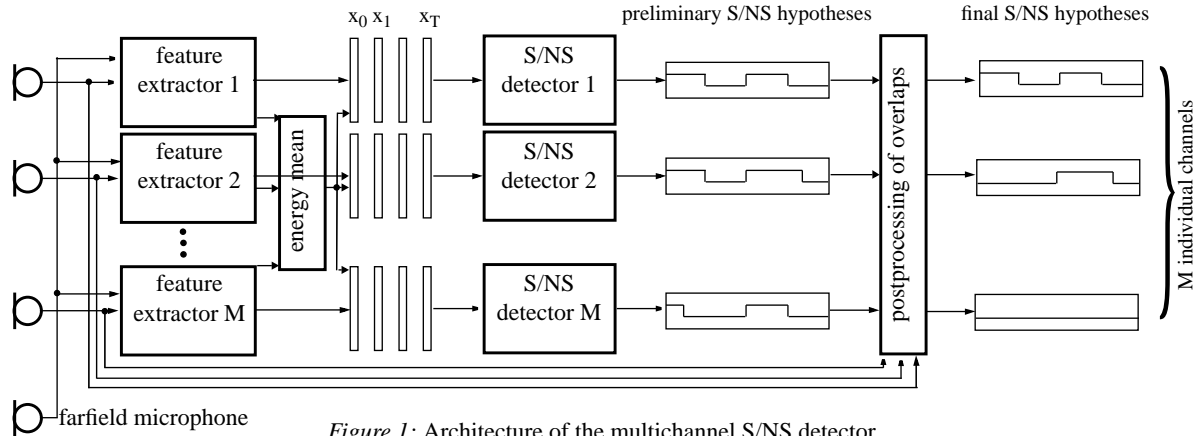 x0 x1 xT
preliminary S/NS hypotheses
final S/NS hypotheses
feature
extractor 1
S/NS
detector 1
feature
extractor 2
S/NS
detector 2
energy mean
feature
extractor M
S/NS
detector M
postprocessing of overlaps
M individual channels
farfield microphone
Figure 1: Architecture of the multichannel S/NS detector